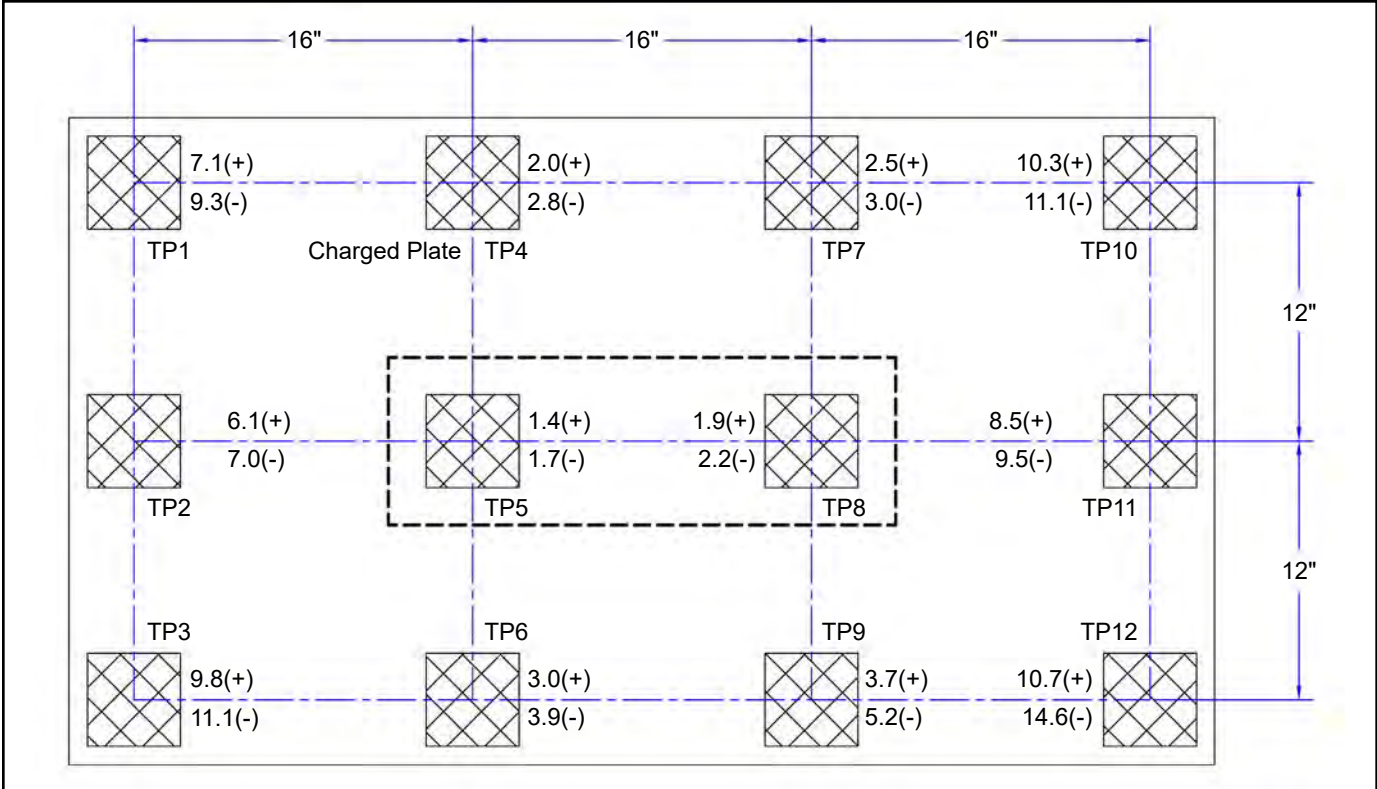 16" 16" 16"
7.1(+) 2.0(+) 2.5(+) 10.3(+)
9.3(-) 2.8(-) 3.0(-) 11.1(-)
TP1 Charged Plate TP4 TP7 TP10
12"
6.1(+) 1.4(+) 1.9(+) 8.5(+)
7.0(-) 1.7(-) 2.2(-) 9.5(-)
TP2 TP5 TP8 TP11
12"
TP3 TP6 TP9 TP12
9.8(+) 3.0(+) 3.7(+) 10.7(+)
11.1(-) 3.9(-) 5.2(-) 14.6(-)